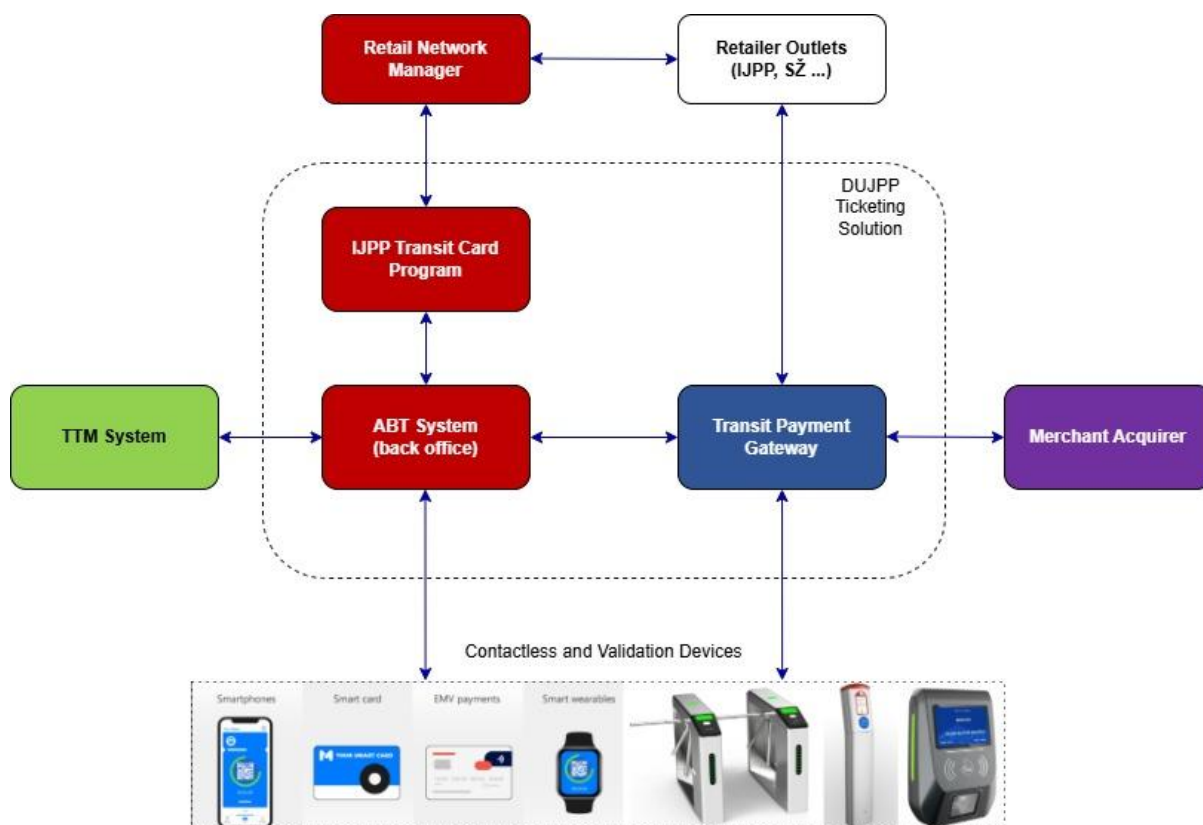 Retail Network
Manager
Retailer Outlets
(IJPP, SŽ ...)
DUJPP
Ticketing
Solution
IJPP Transit Card
Program
TTM System
ABT System
(back office)
Transit Payment
Gateway
Merchant Acquirer
Contactless and Validation Devices
Smartphones
Smart card
EMV payments
Smart wearables
YOUR SMART CARD